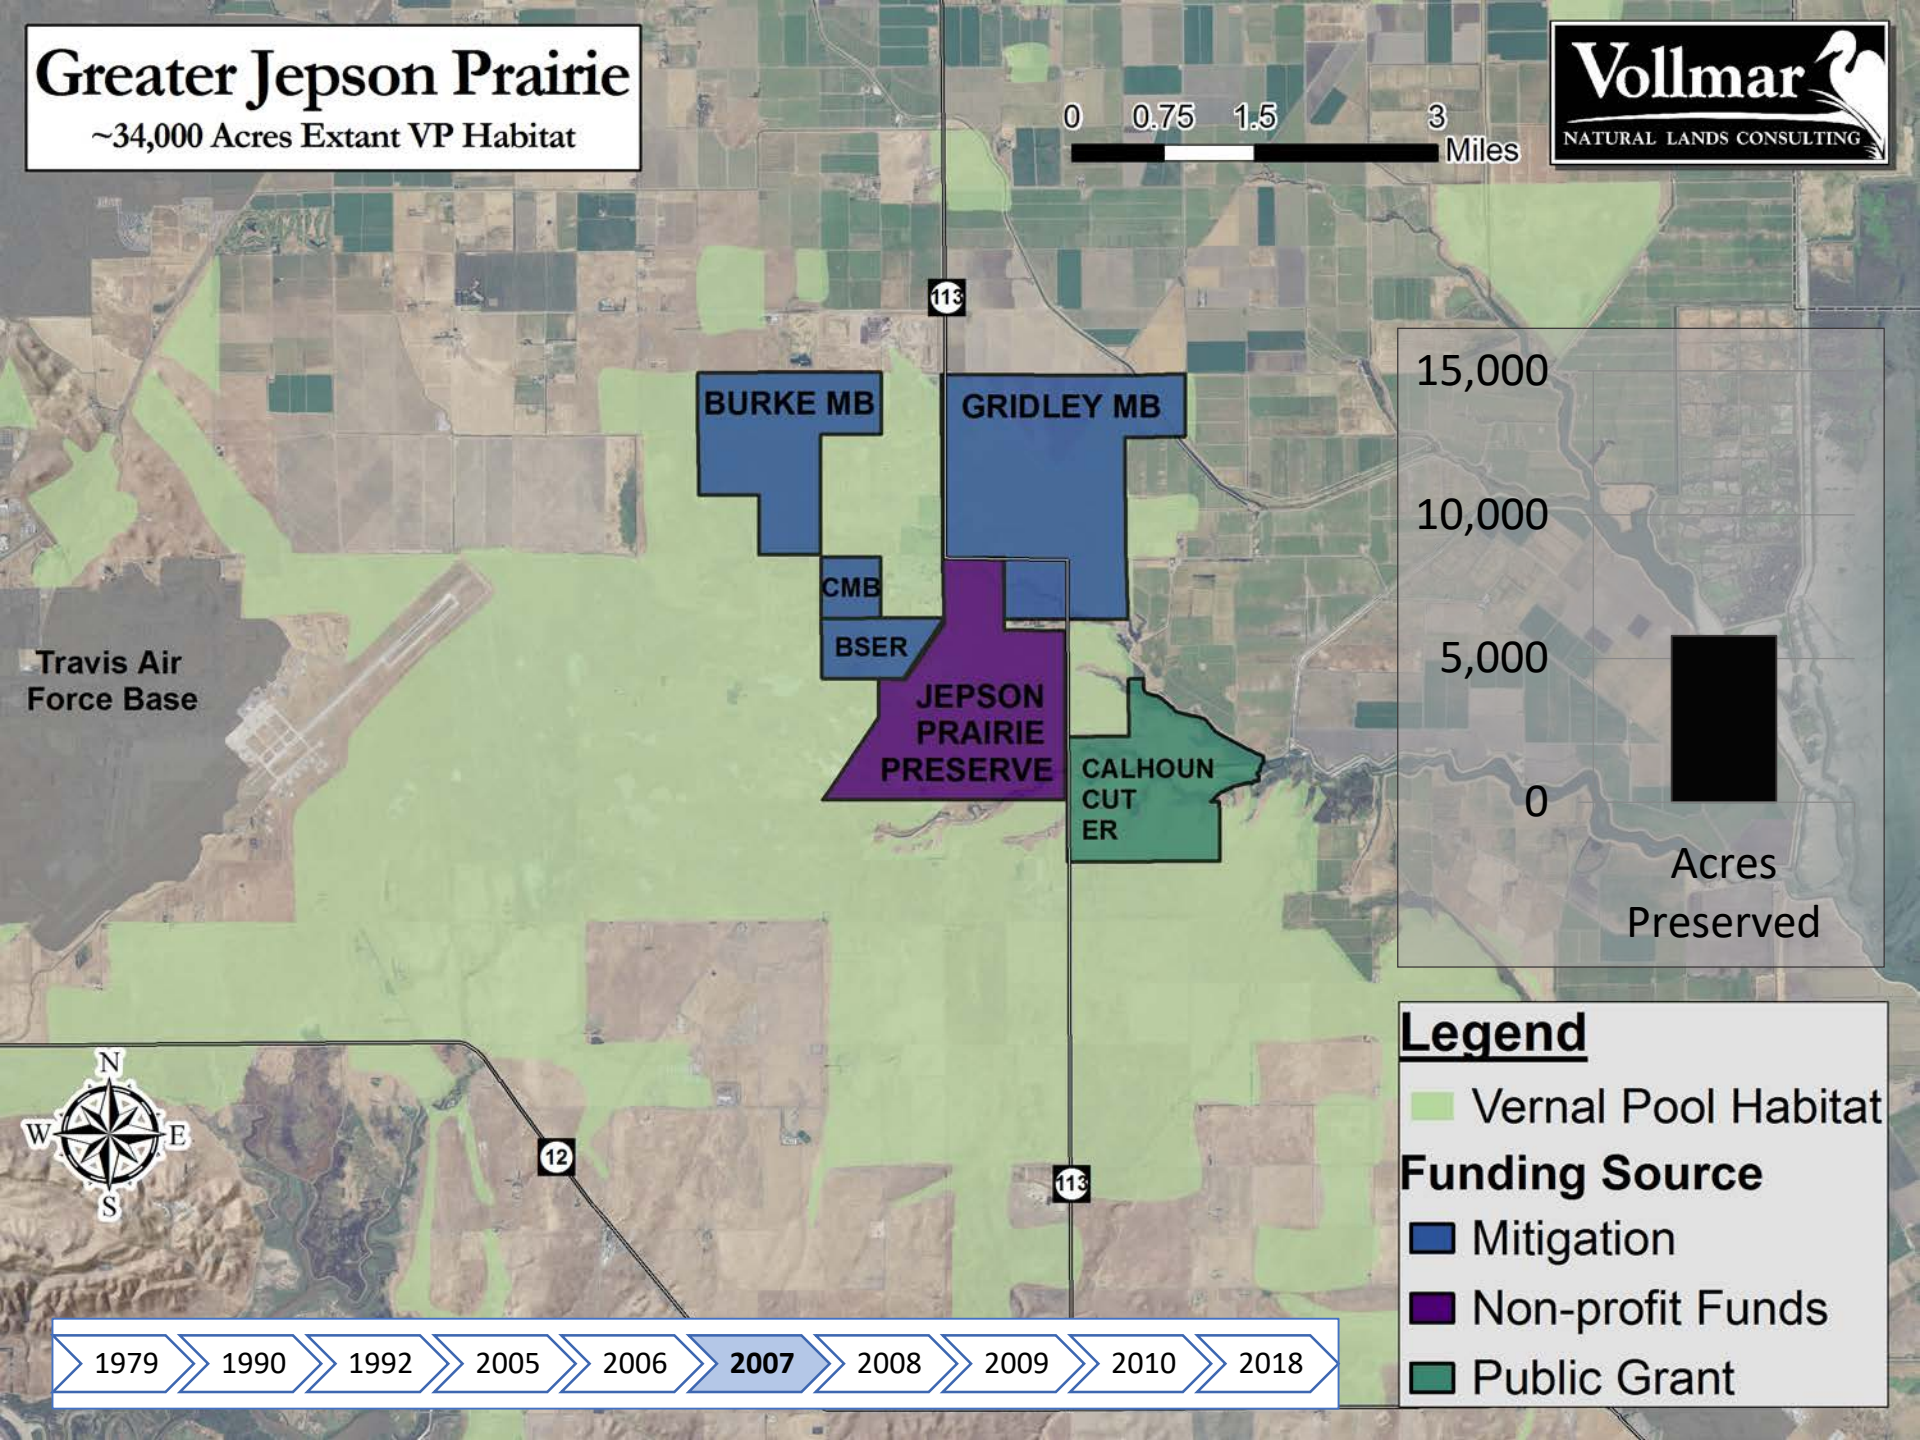 Greater Jepson Prairie
~34,000 Acres Extant VP Habitat
0 0.75 1.5 3
Miles
Vollmar
NATURAL LANDS CONSULTING
113
BURKE MB
GRIDLEY MB
CMB
BSER
JEPSON
PRAIRIE
PRESERVE
CALHOUN
CUT
ER
Travis Air
Force Base
15,000
10,000
5,000
0
Acres
Preserved
N
W E
S
12
113
Legend
Vernal Pool Habitat
Funding Source
Mitigation
Non-profit Funds
Public Grant
1979 1990 1992 2005 2006 2007 2008 2009 2010 2018